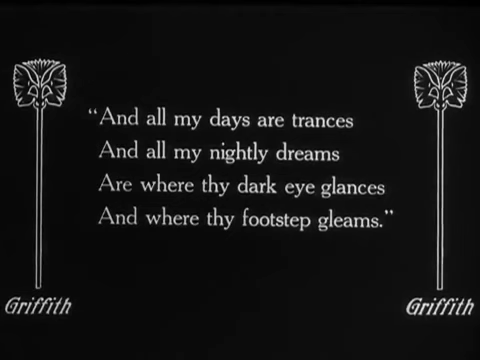 “And all my days are trances
And all my nightly dreams
Are where thy dark eye glances
And where thy footstep gleams.”
Griffith
Griffith